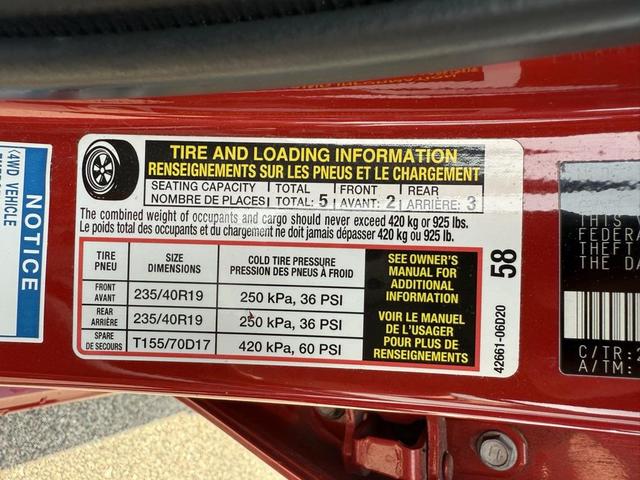 TIRE AND LOADING INFORMATION
RENSEIGNEMENTS SUR LES PNEUS ET LE CHARGEMENT
SEATING CAPACITY TOTAL FRONT REAR
NOMBRE DE PLACES TOTAL: 5 AVANT: 2 ARRIÈRE: 3
The combined weight of occupants and cargo should never exceed 420 kg or 925 lbs.
Le poids total des occupants et du chargement ne doit jamais dépasser 420 kg ou 925 lb.
TIRE SIZE COLD TIRE PRESSURE
PNEU DIMENSIONS PRESSION DES PNEUS À FROID
FRONT
AVANT 235/40R19 250 kPa, 36 PSI
REAR
ARRIÈRE 235/40R19 250 kPa, 36 PSI
SPARE
DE SECOURS T155/70D17 420 kPa, 60 PSI
SEE OWNER'S
MANUAL FOR
ADDITIONAL
INFORMATION
VOIR LE MANUEL
DE L'USAGER
POUR PLUS DE
RENSEIGNEMENTS
58
42661-06D20
NOTICE
(4WD VEHICLE
THIS
FEDERA
THEFT
THE DA
C/TR:2
A/TM: